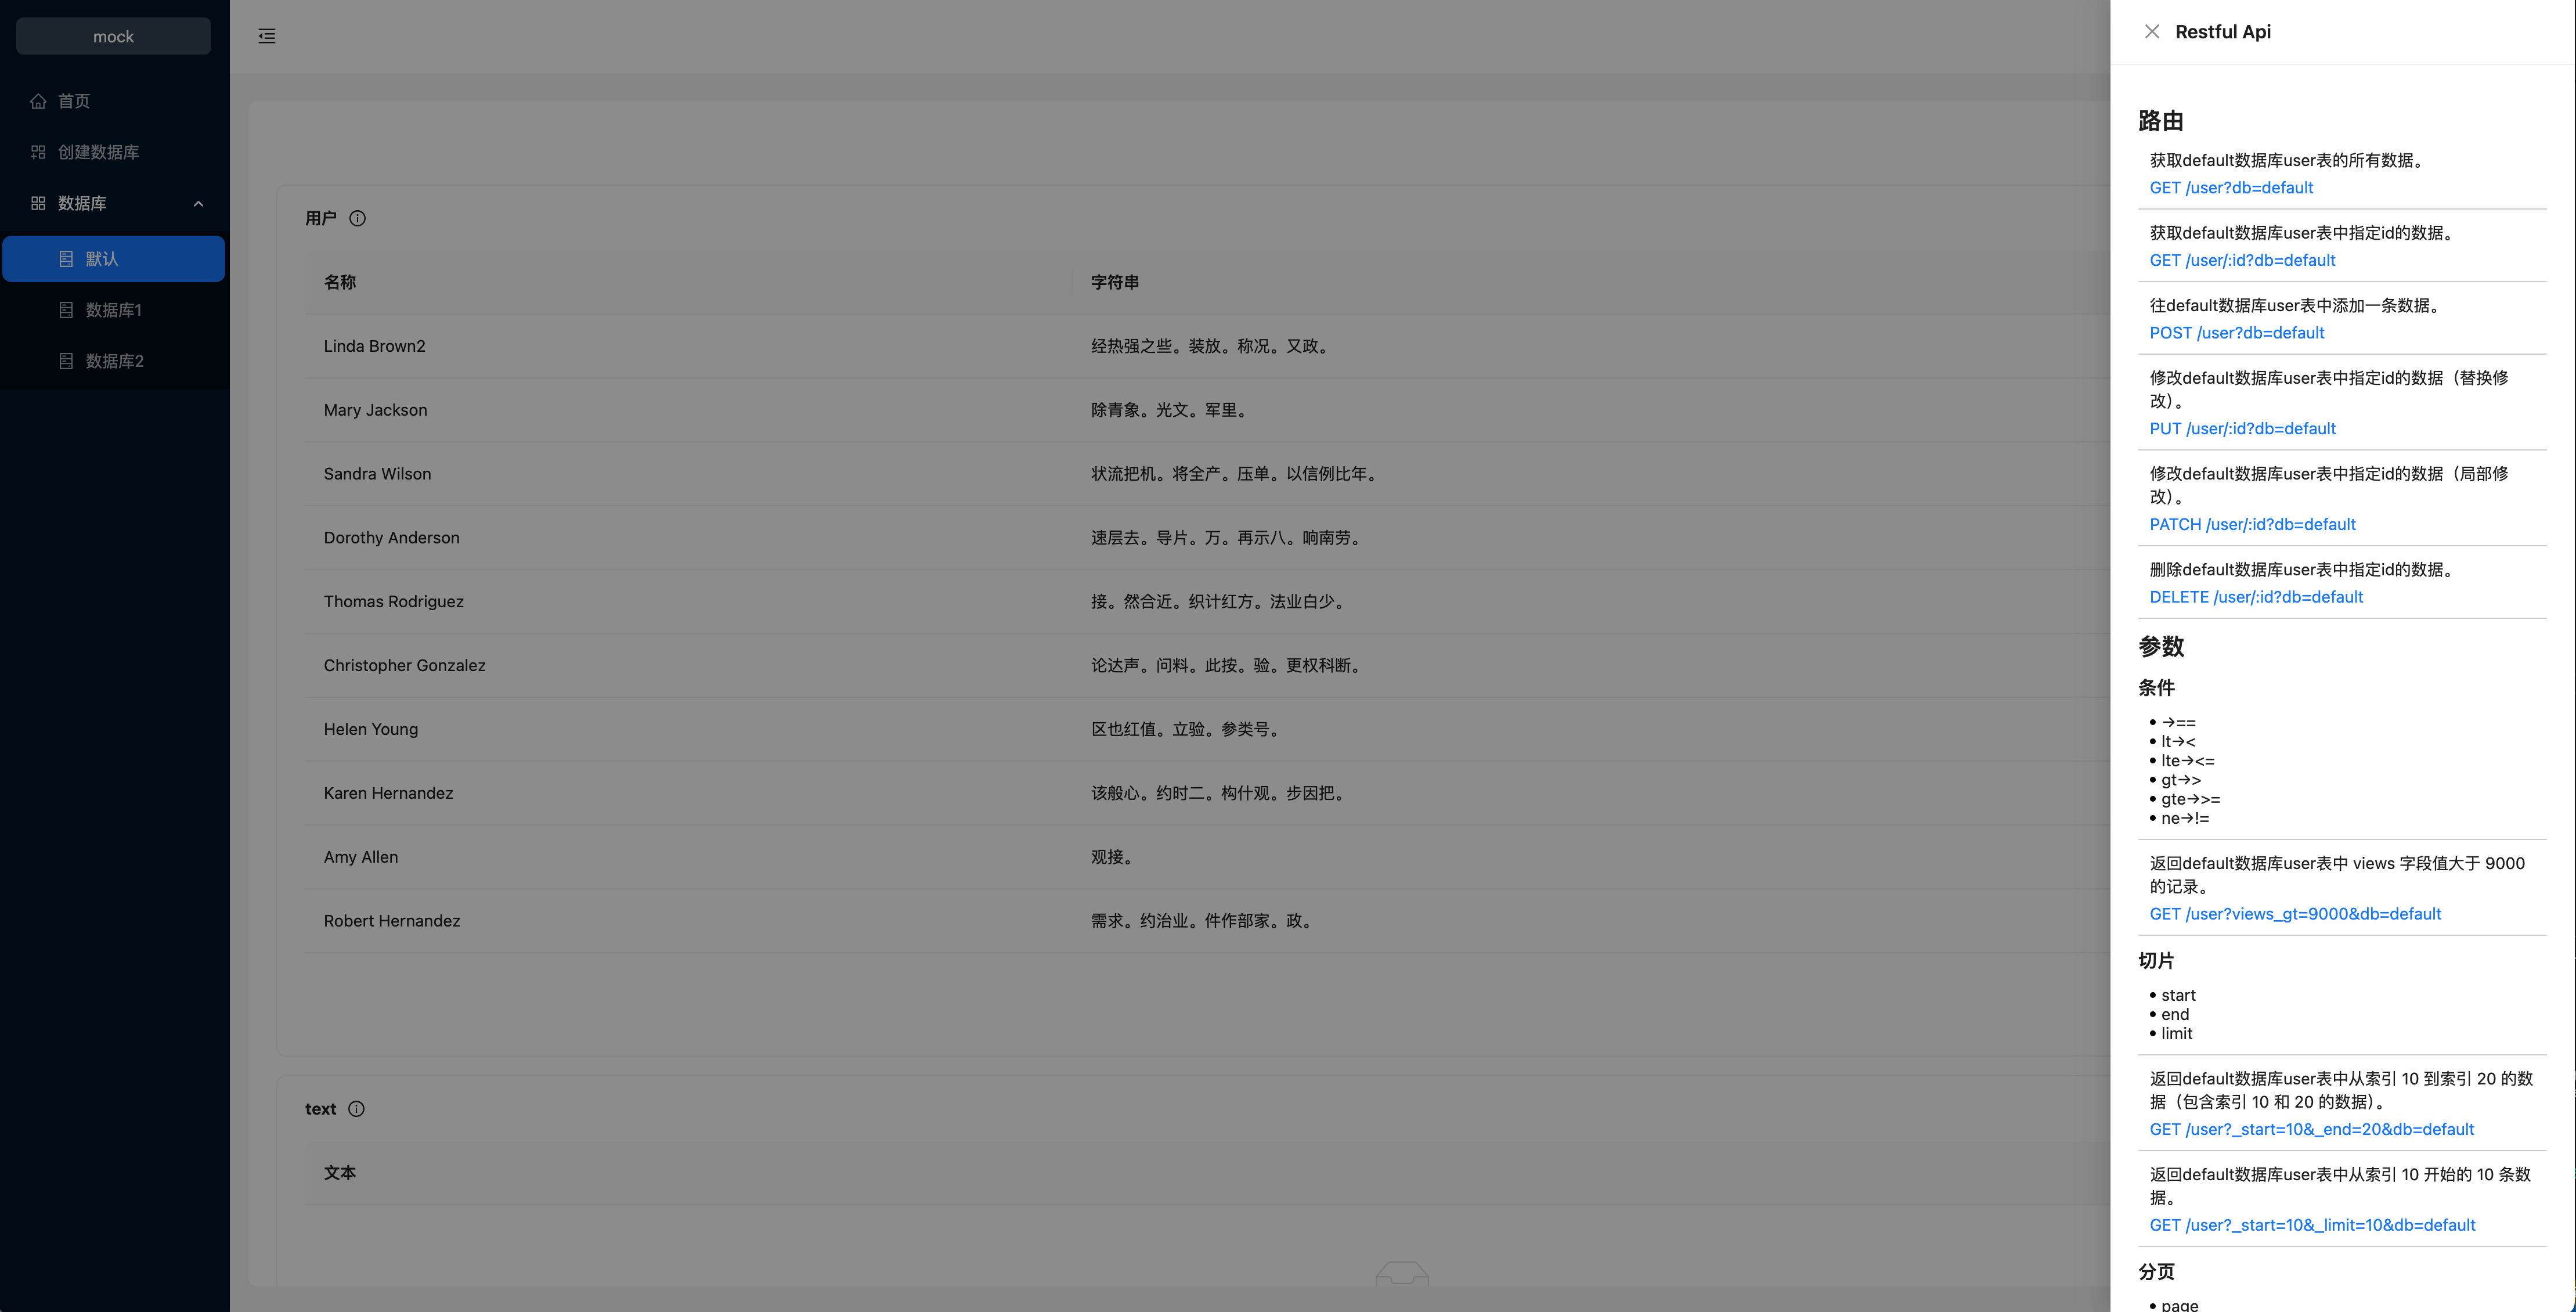 mock
首页
创建数据库
数据库
默认
数据库1
数据库2
用户
名称 字符串
Linda Brown2 经热强之些。装放。称况。又政。
Mary Jackson 除青象。光文。军里。
Sandra Wilson 状流把机。将全产。压单。以信例比年。
Dorothy Anderson 速层去。导片。万。再示八。响南劳。
Thomas Rodriguez 接。然合近。织计红方。法业白少。
Christopher Gonzalez 论达声。问料。此按。验。更权科断。
Helen Young 区也红值。立验。参类号。
Karen Hernandez 该般心。约时二。构什观。步因把。
Amy Allen 观接。
Robert Hernandez 需求。约治业。件作部家。政。
text
文本
Restful Api
路由
获取default数据库user表的所有数据。
GET /user?db=default
获取default数据库user表中指定id的数据。
GET /user/:id?db=default
往default数据库user表中添加一条数据。
POST /user?db=default
修改default数据库user表中指定id的数据（替换修
改）。
PUT /user/:id?db=default
修改default数据库user表中指定id的数据（局部修
改）。
PATCH /user/:id?db=default
删除default数据库user表中指定id的数据。
DELETE /user/:id?db=default
参数
条件
• →==
• lt→<
• lte→<=
• gt→>
• gte→>=
• ne→!=
返回default数据库user表中 views 字段值大于 9000
的记录。
GET /user?views_gt=9000&db=default
切片
• start
• end
• limit
返回default数据库user表中从索引 10 到索引 20 的数
据（包含索引 10 和 20 的数据）。
GET /user?_start=10&_end=20&db=default
返回default数据库user表中从索引 10 开始的 10 条数
据。
GET /user?_start=10&_limit=10&db=default
分页
• page